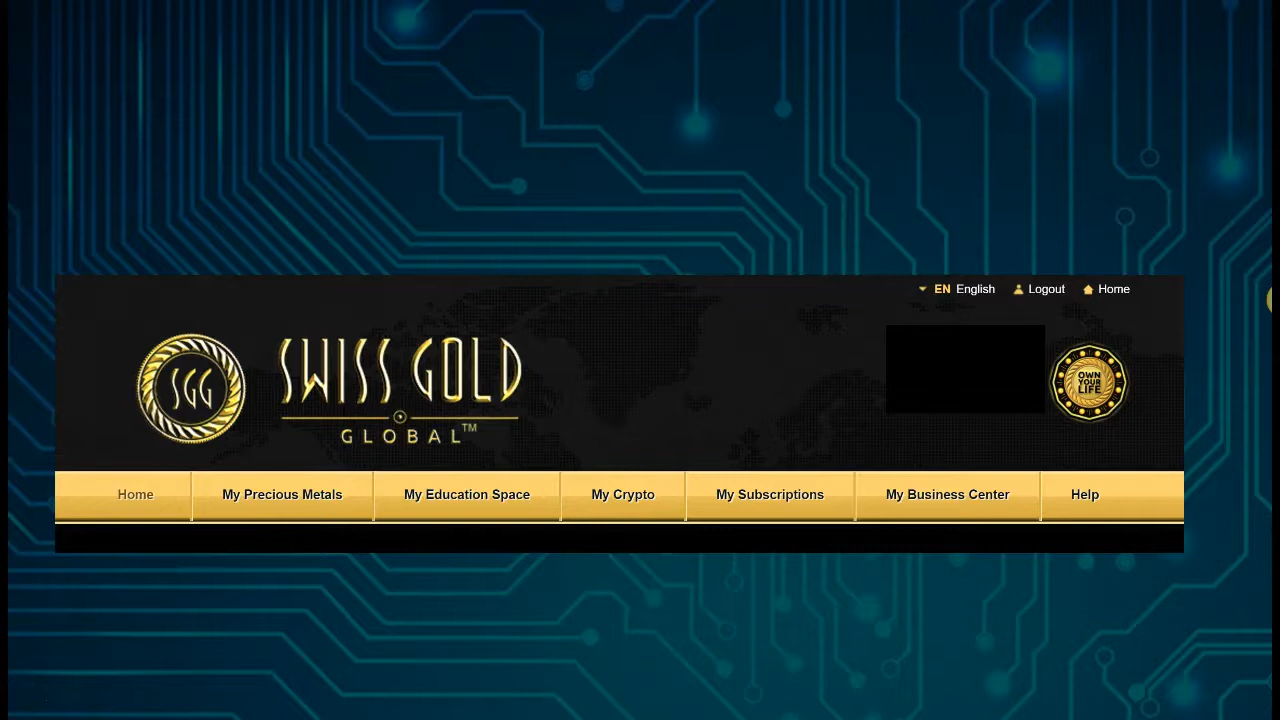 EN English Logout Home
SGG
SWISS GOLD
GLOBAL™
OWN
YOUR
LIFE
Home My Precious Metals My Education Space My Crypto My Subscriptions My Business Center Help